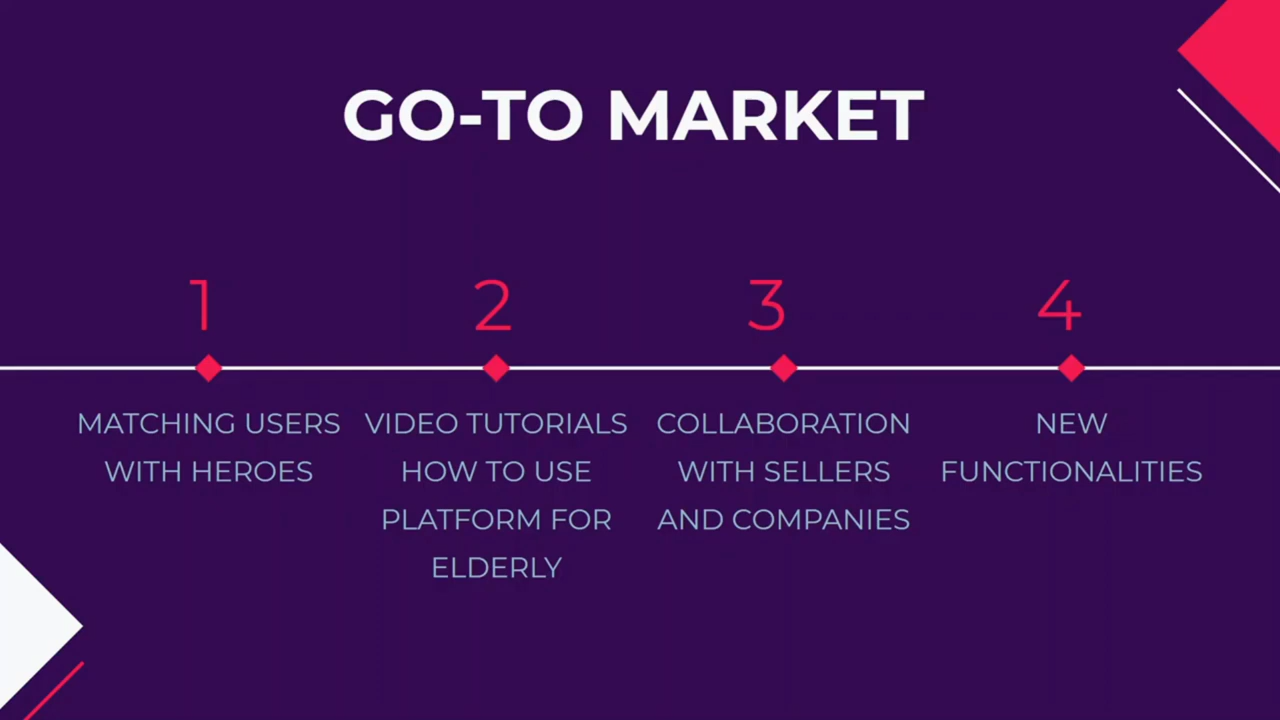 GO-TO MARKET
1
MATCHING USERS
WITH HEROES
2
VIDEO TUTORIALS
HOW TO USE
PLATFORM FOR
ELDERLY
3
COLLABORATION
WITH SELLERS
AND COMPANIES
4
NEW
FUNCTIONALITIES